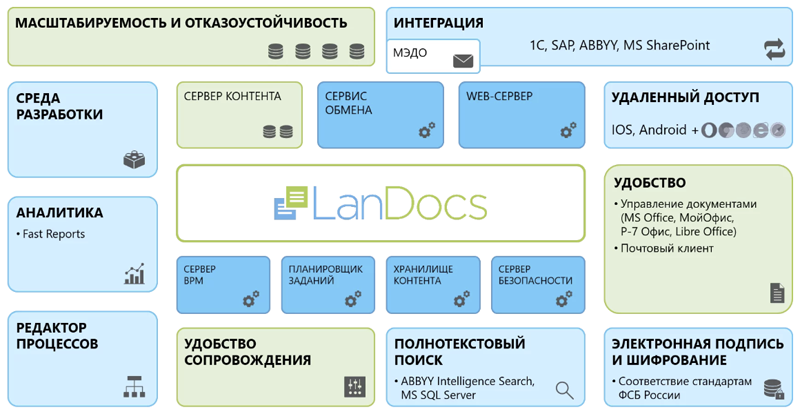 МАСШТАБИРУЕМОСТЬ И ОТКАЗОУСТОЙЧИВОСТЬ
ИНТЕГРАЦИЯ
МЭДО
1С, SAP, ABBYY, MS SharePoint
СРЕДА
РАЗРАБОТКИ
СЕРВЕР КОНТЕНТА
СЕРВИС
ОБМЕНА
WEB-СЕРВЕР
УДАЛЕННЫЙ ДОСТУП
IOS, Android +
АНАЛИТИКА
• Fast Reports
LanDocs
УДОБСТВО
• Управление документами
(MS Office, МойОфис,
Р-7 Офис, Libre Office)
• Почтовый клиент
СЕРВЕР
BPM
ПЛАНИРОВЩИК
ЗАДАНИЙ
ХРАНИЛИЩЕ
КОНТЕНТА
СЕРВЕР
БЕЗОПАСНОСТИ
РЕДАКТОР
ПРОЦЕССОВ
УДОБСТВО
СОПРОВОЖДЕНИЯ
ПОЛНОТЕКСТОВЫЙ
ПОИСК
• ABBYY Intelligence Search,
MS SQL Server
ЭЛЕКТРОННАЯ ПОДПИСЬ
И ШИФРОВАНИЕ
• Соответствие стандартам
ФСБ России